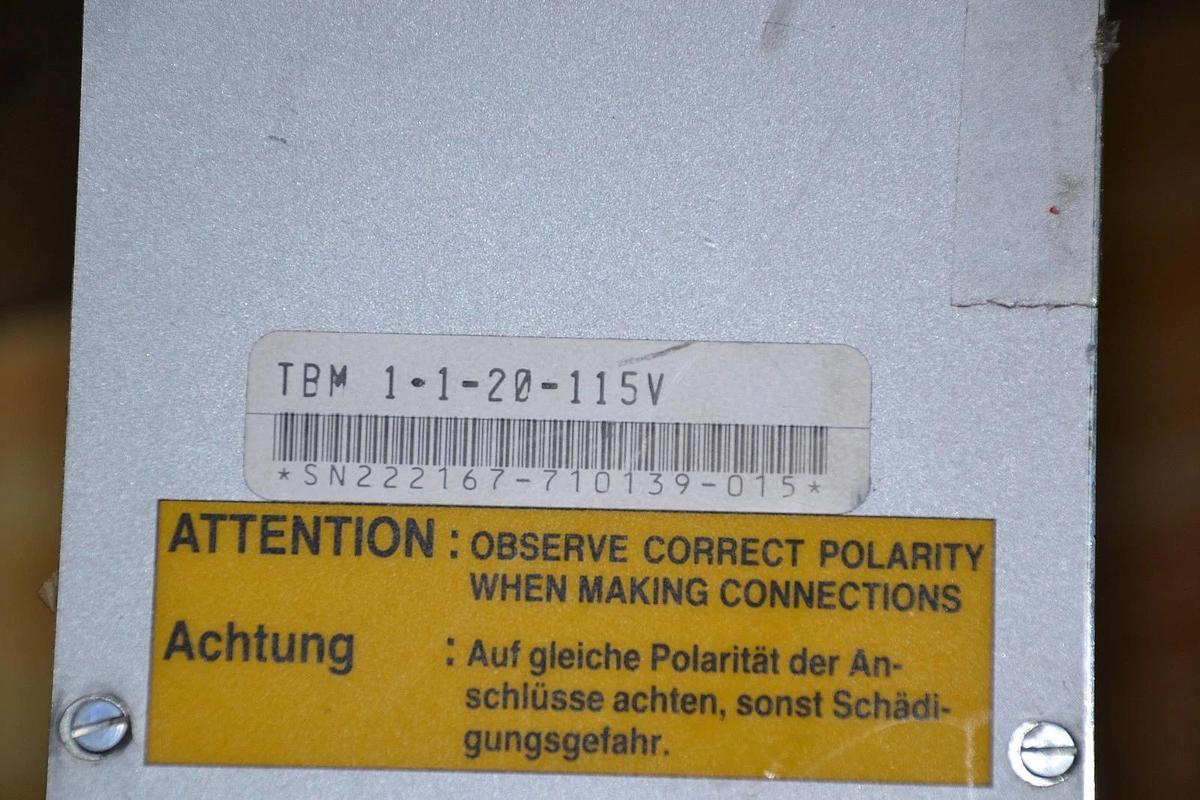 TBM 1·1-20-115V
*SN222167-710139-015*
ATTENTION : OBSERVE CORRECT POLARITY
WHEN MAKING CONNECTIONS
Achtung : Auf gleiche Polarität der An-
schlüsse achten, sonst Schädi-
gungsgefahr.